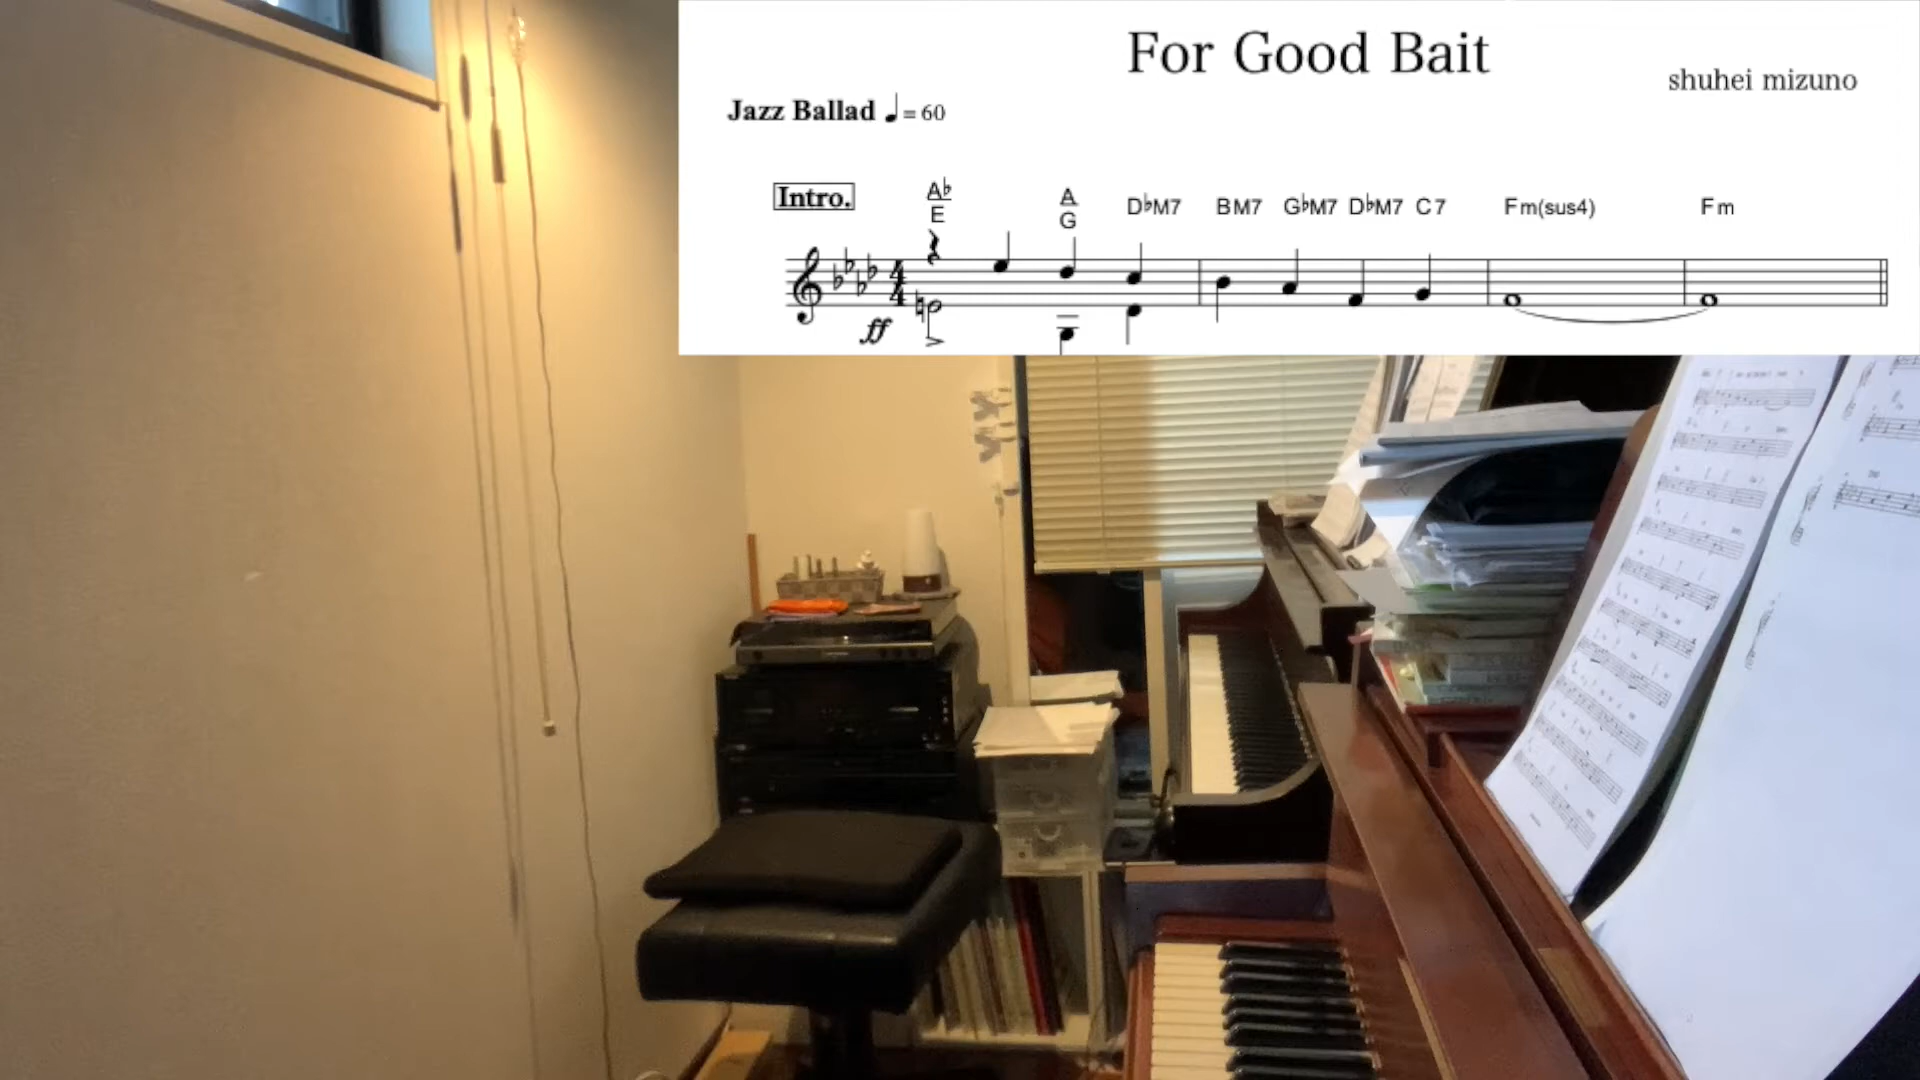 For Good Bait
shuhei mizuno
Jazz Ballad ♩= 60
Intro.
A♭
E
A
G
D♭M7 BM7 G♭M7 D♭M7 C7 Fm(sus4) Fm
ff